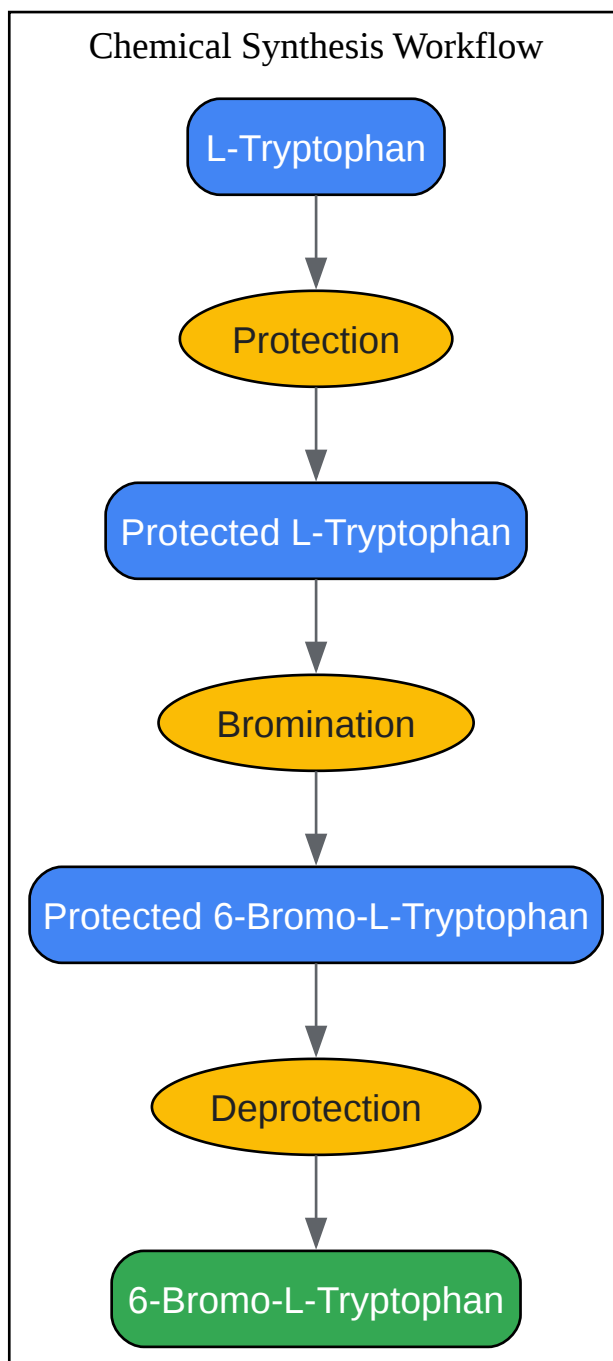 Chemical Synthesis Workflow
L-Tryptophan
Protection
Protected L-Tryptophan
Bromination
Protected 6-Bromo-L-Tryptophan
Deprotection
6-Bromo-L-Tryptophan